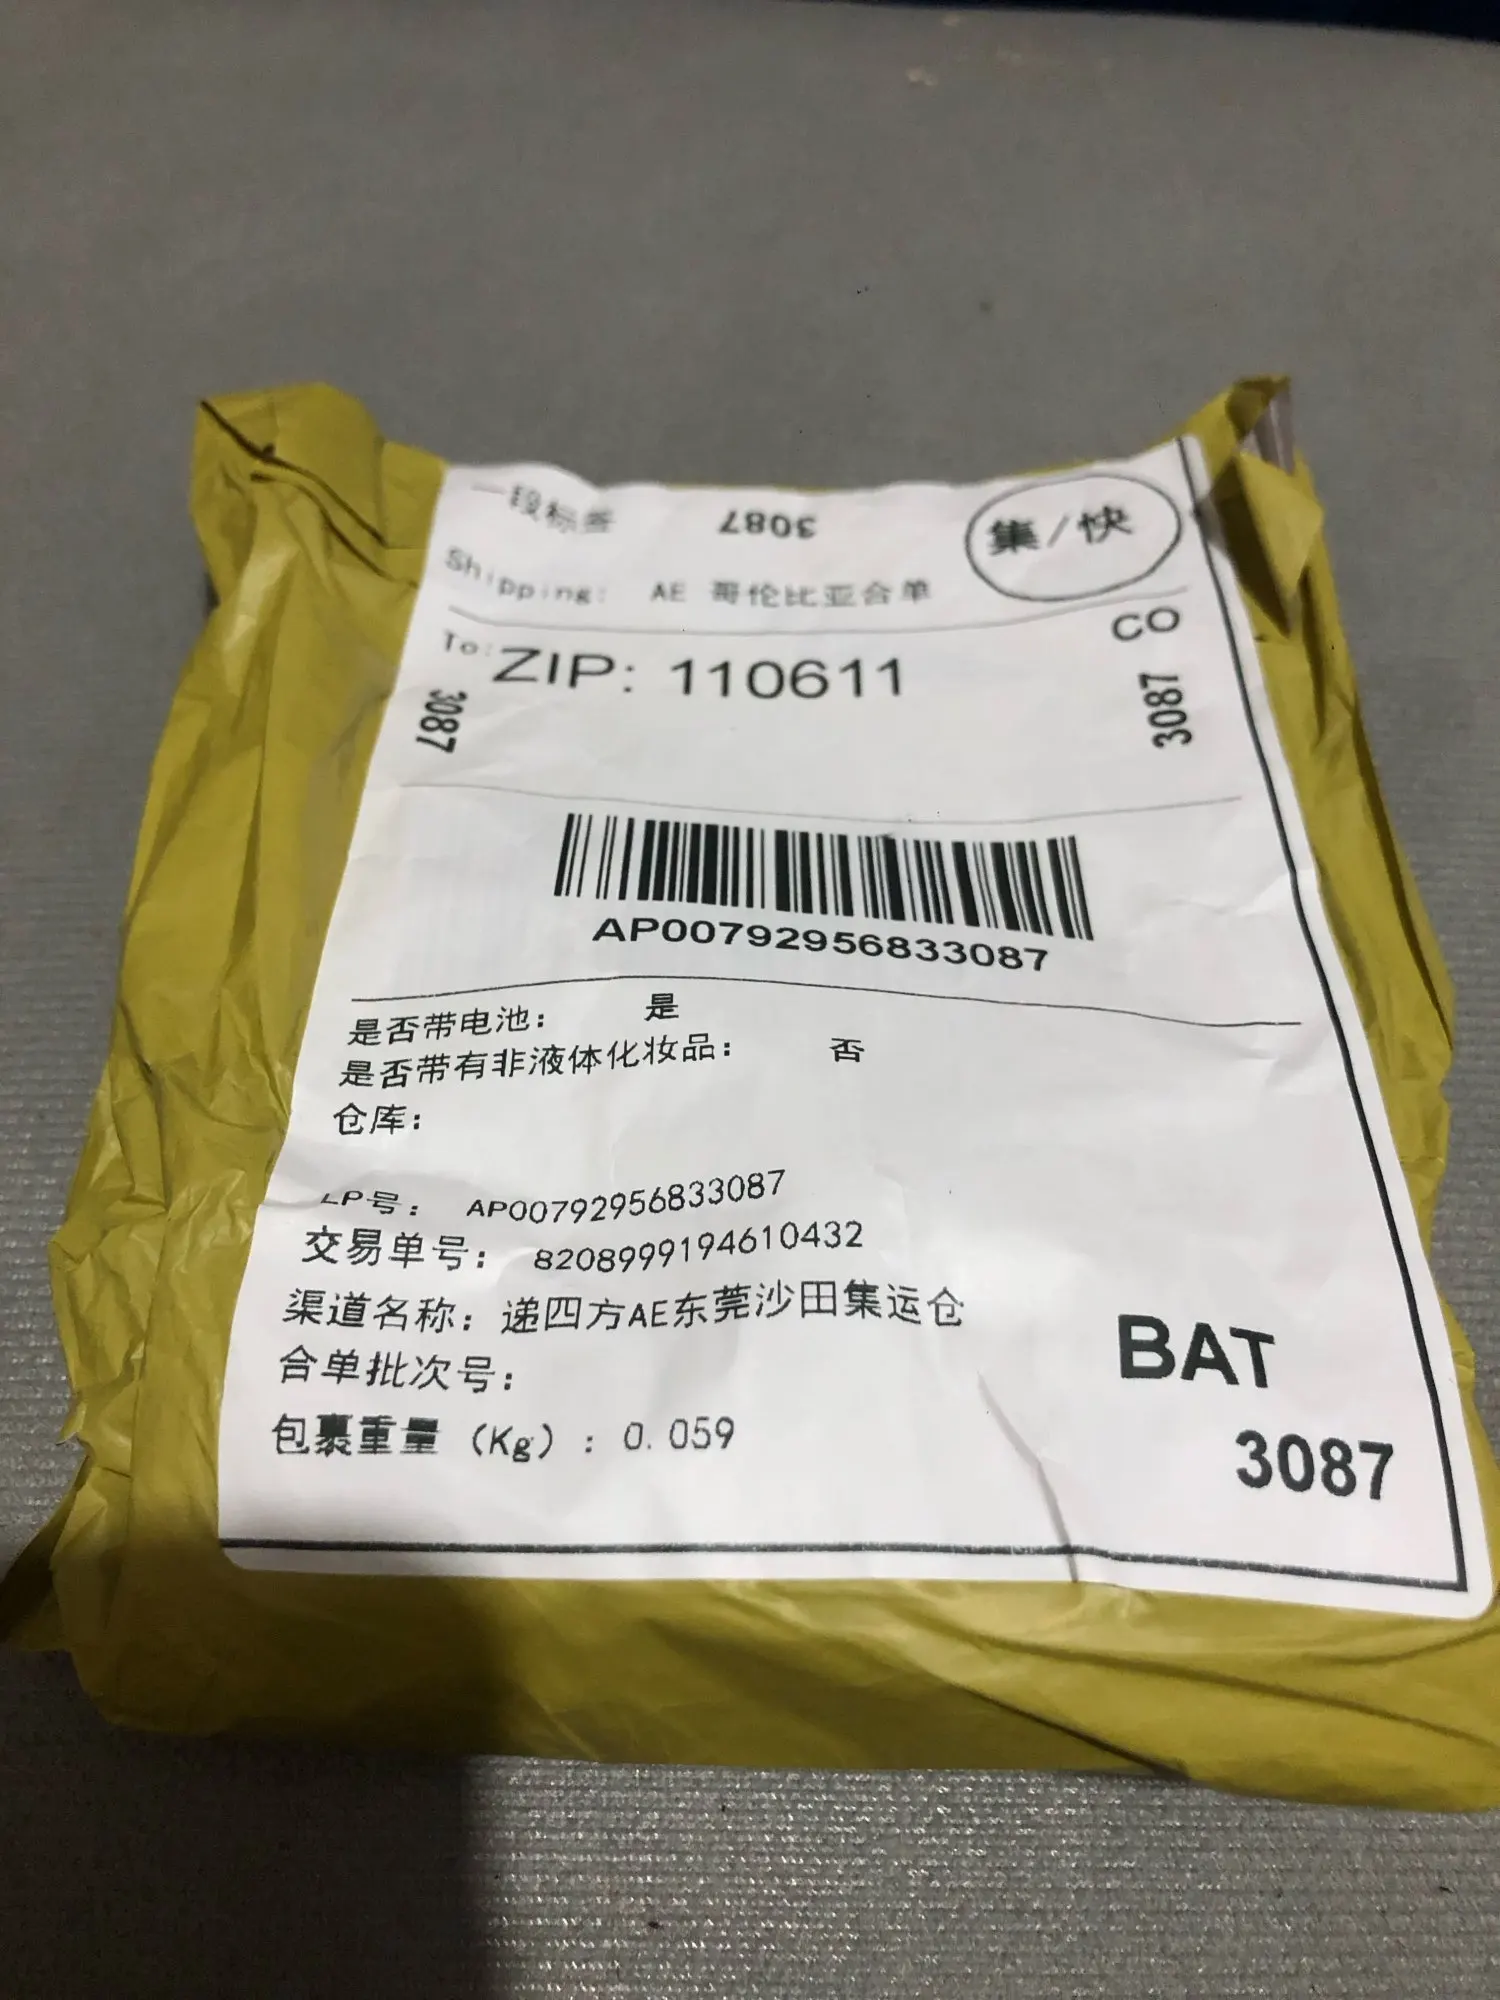 一段标签 3087 集/快
Shipping: AE 哥伦比亚合单
CO
To: ZIP: 110611
3087
3087
AP00792956833087
是否带电池: 是
是否带有非液体化妆品: 否
仓库:
LP号: AP00792956833087
交易单号: 8208999194610432
渠道名称: 递四方AE东莞沙田集运仓
合单批次号:
BAT
包裹重量 (Kg) : 0.059
3087